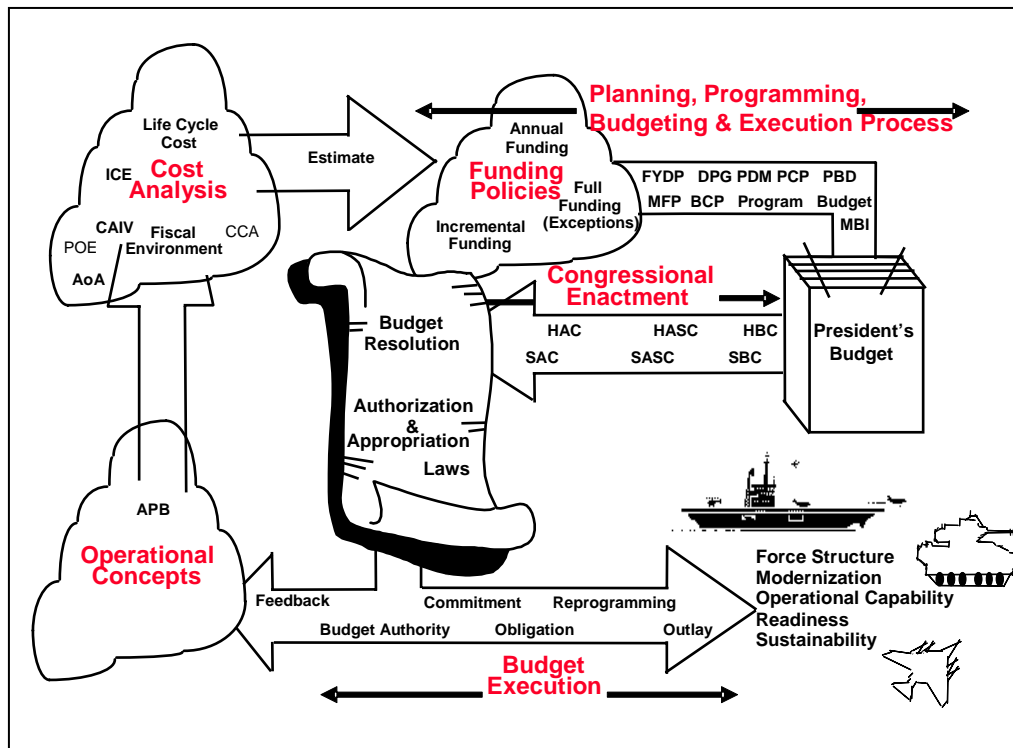 Life Cycle
Cost
ICE
Cost
Analysis
CAIV
Fiscal
Environment
CCA
POE
AoA
Estimate
Planning, Programming,
Budgeting & Execution Process
Annual
Funding
Funding
Policies
Full
Funding
(Exceptions)
Incremental
Funding
FYDP DPG PDM PCP PBD
MFP BCP Program Budget
MBI
Congressional
Enactment
HAC HASC HBC
SAC SASC SBC
President's
Budget
Budget
Resolution
Authorization
&
Appropriation
Laws
APB
Operational
Concepts
Feedback
Commitment Reprogramming
Budget Authority Obligation Outlay
Budget
Execution
Force Structure
Modernization
Operational Capability
Readiness
Sustainability